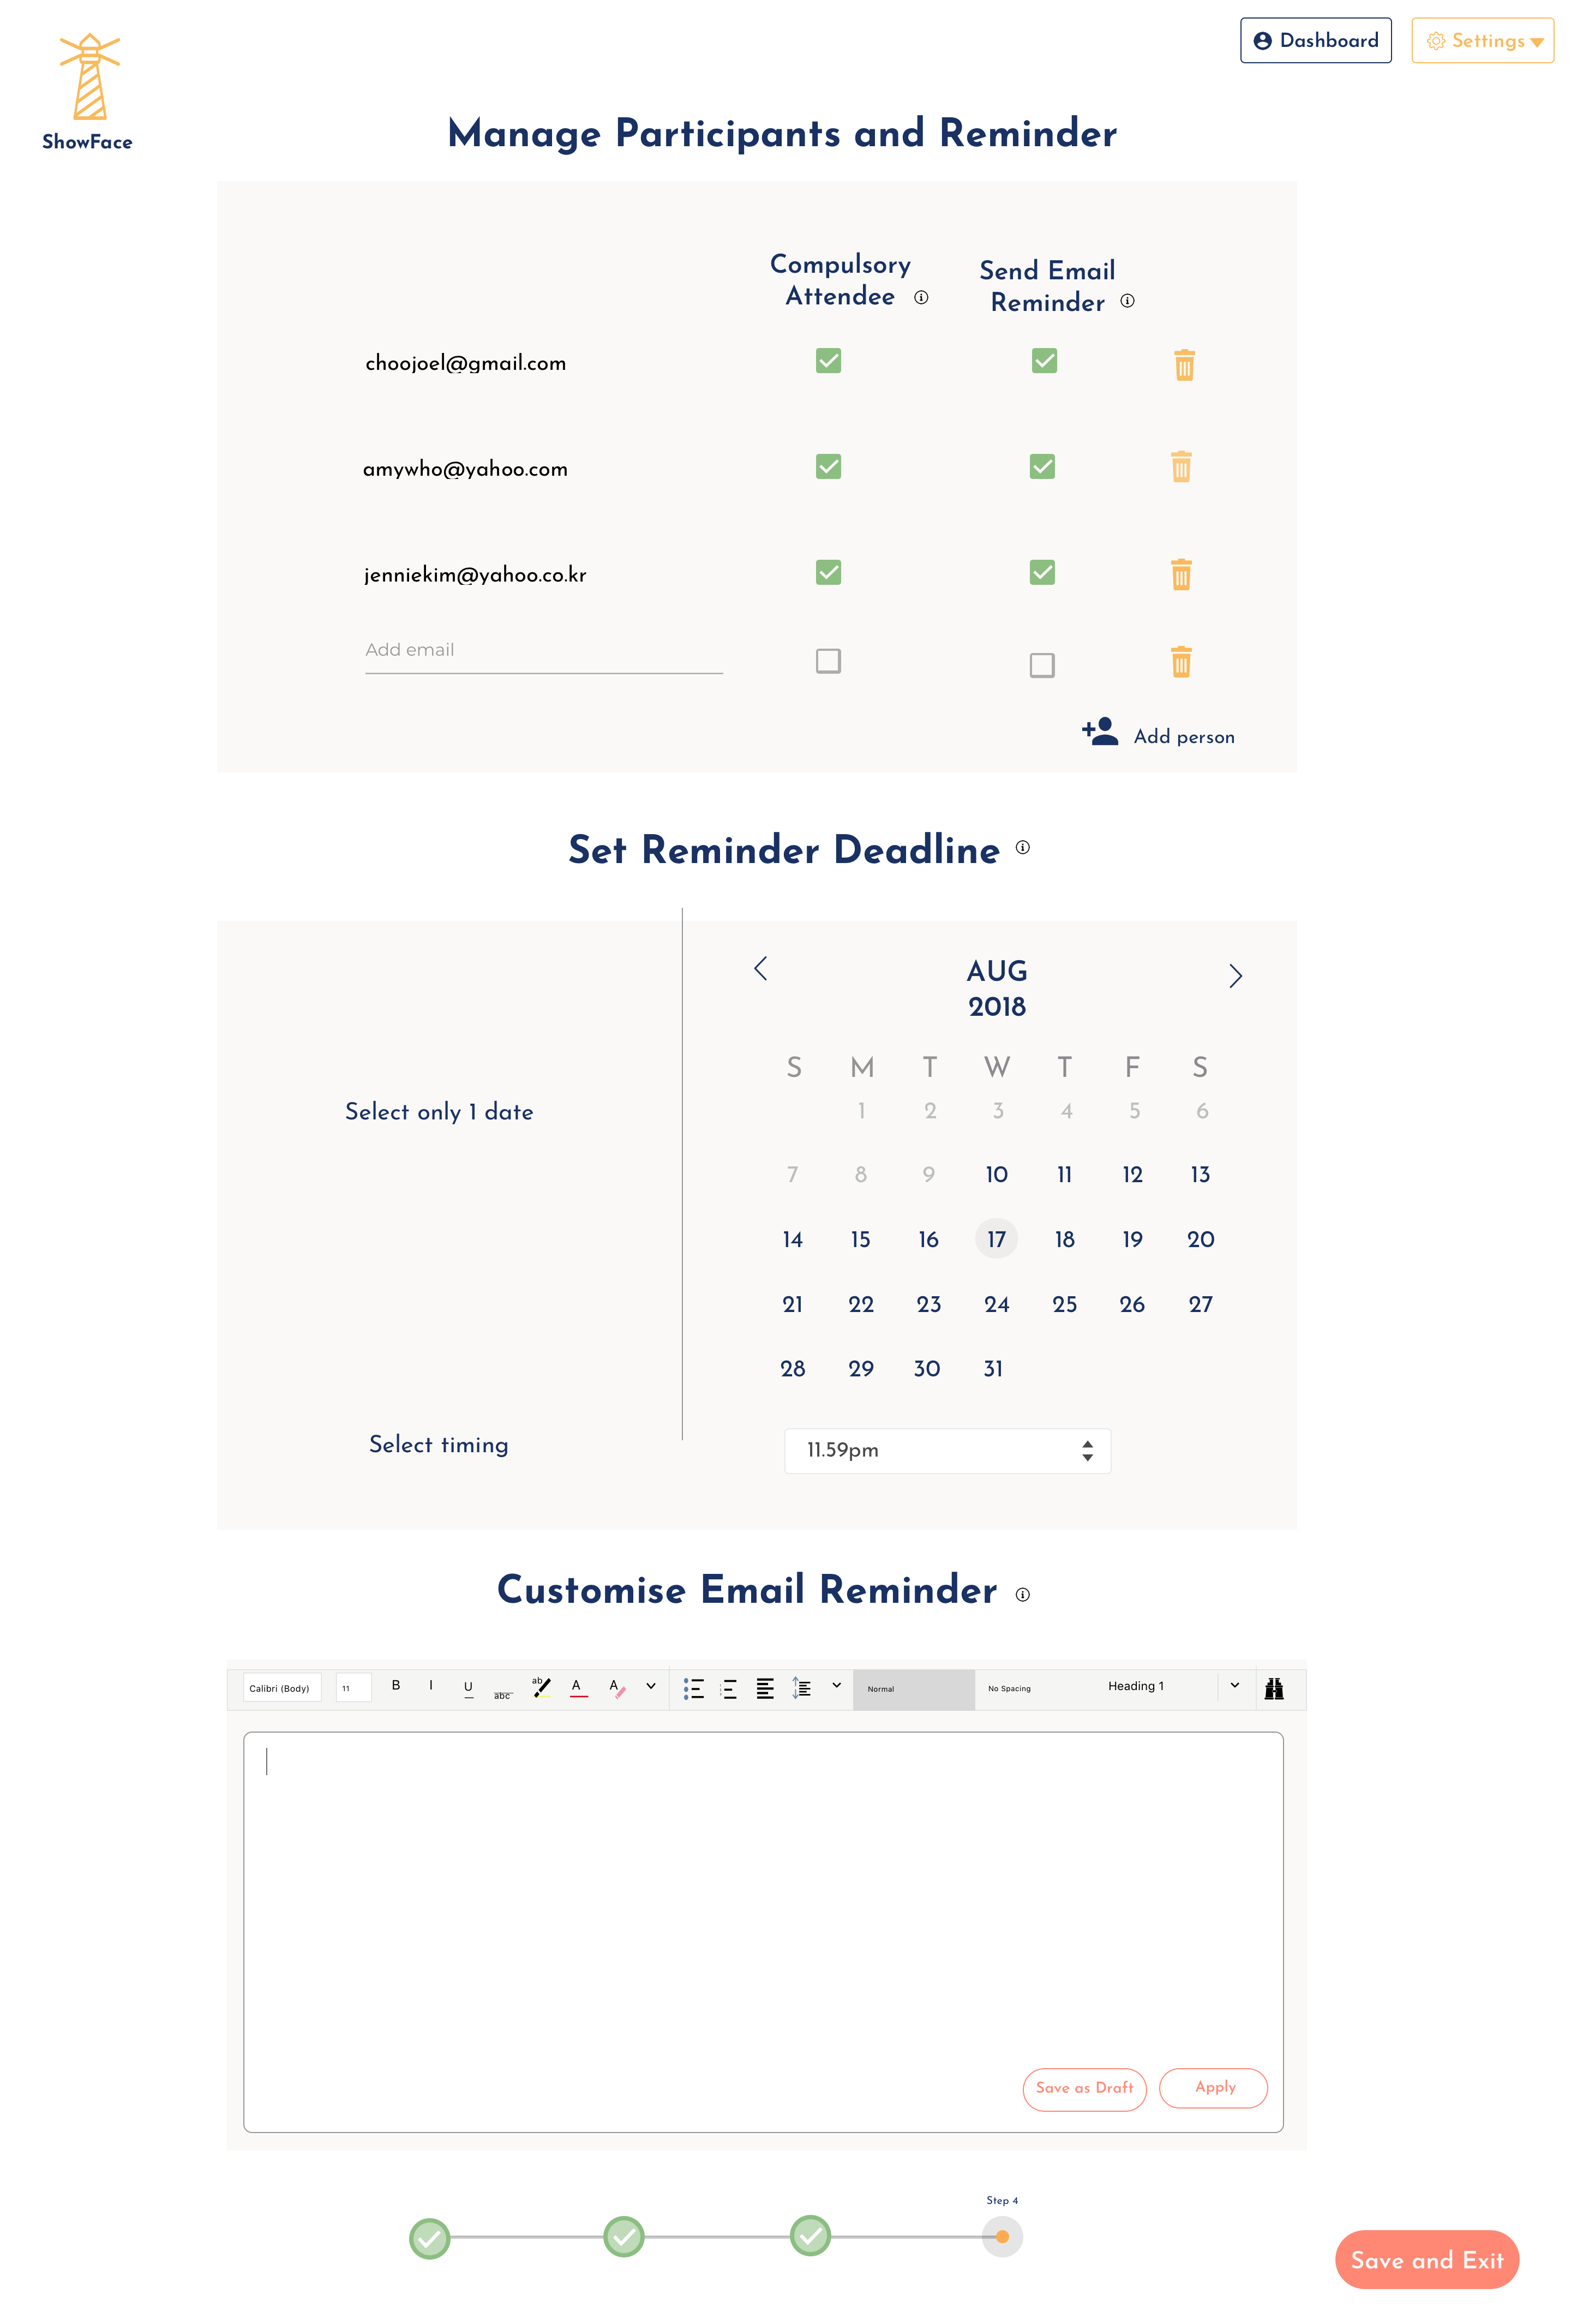 Dashboard
Settings
ShowFace
Manage Participants and Reminder
Compulsory
Attendee
Send Email
Reminder
choojoel@gmail.com
amywho@yahoo.com
jenniekim@yahoo.co.kr
Add email
Add person
Set Reminder Deadline
AUG
2018
S M T W T F S
1 2 3 4 5 6
7 8 9 10 11 12 13
14 15 16 17 18 19 20
21 22 23 24 25 26 27
28 29 30 31
Select only 1 date
Select timing
11.59pm
Customise Email Reminder
Calibri (Body) 11 B I U abc ab A A Normal No Spacing Heading 1
Save as Draft
Apply
Step 4
Save and Exit